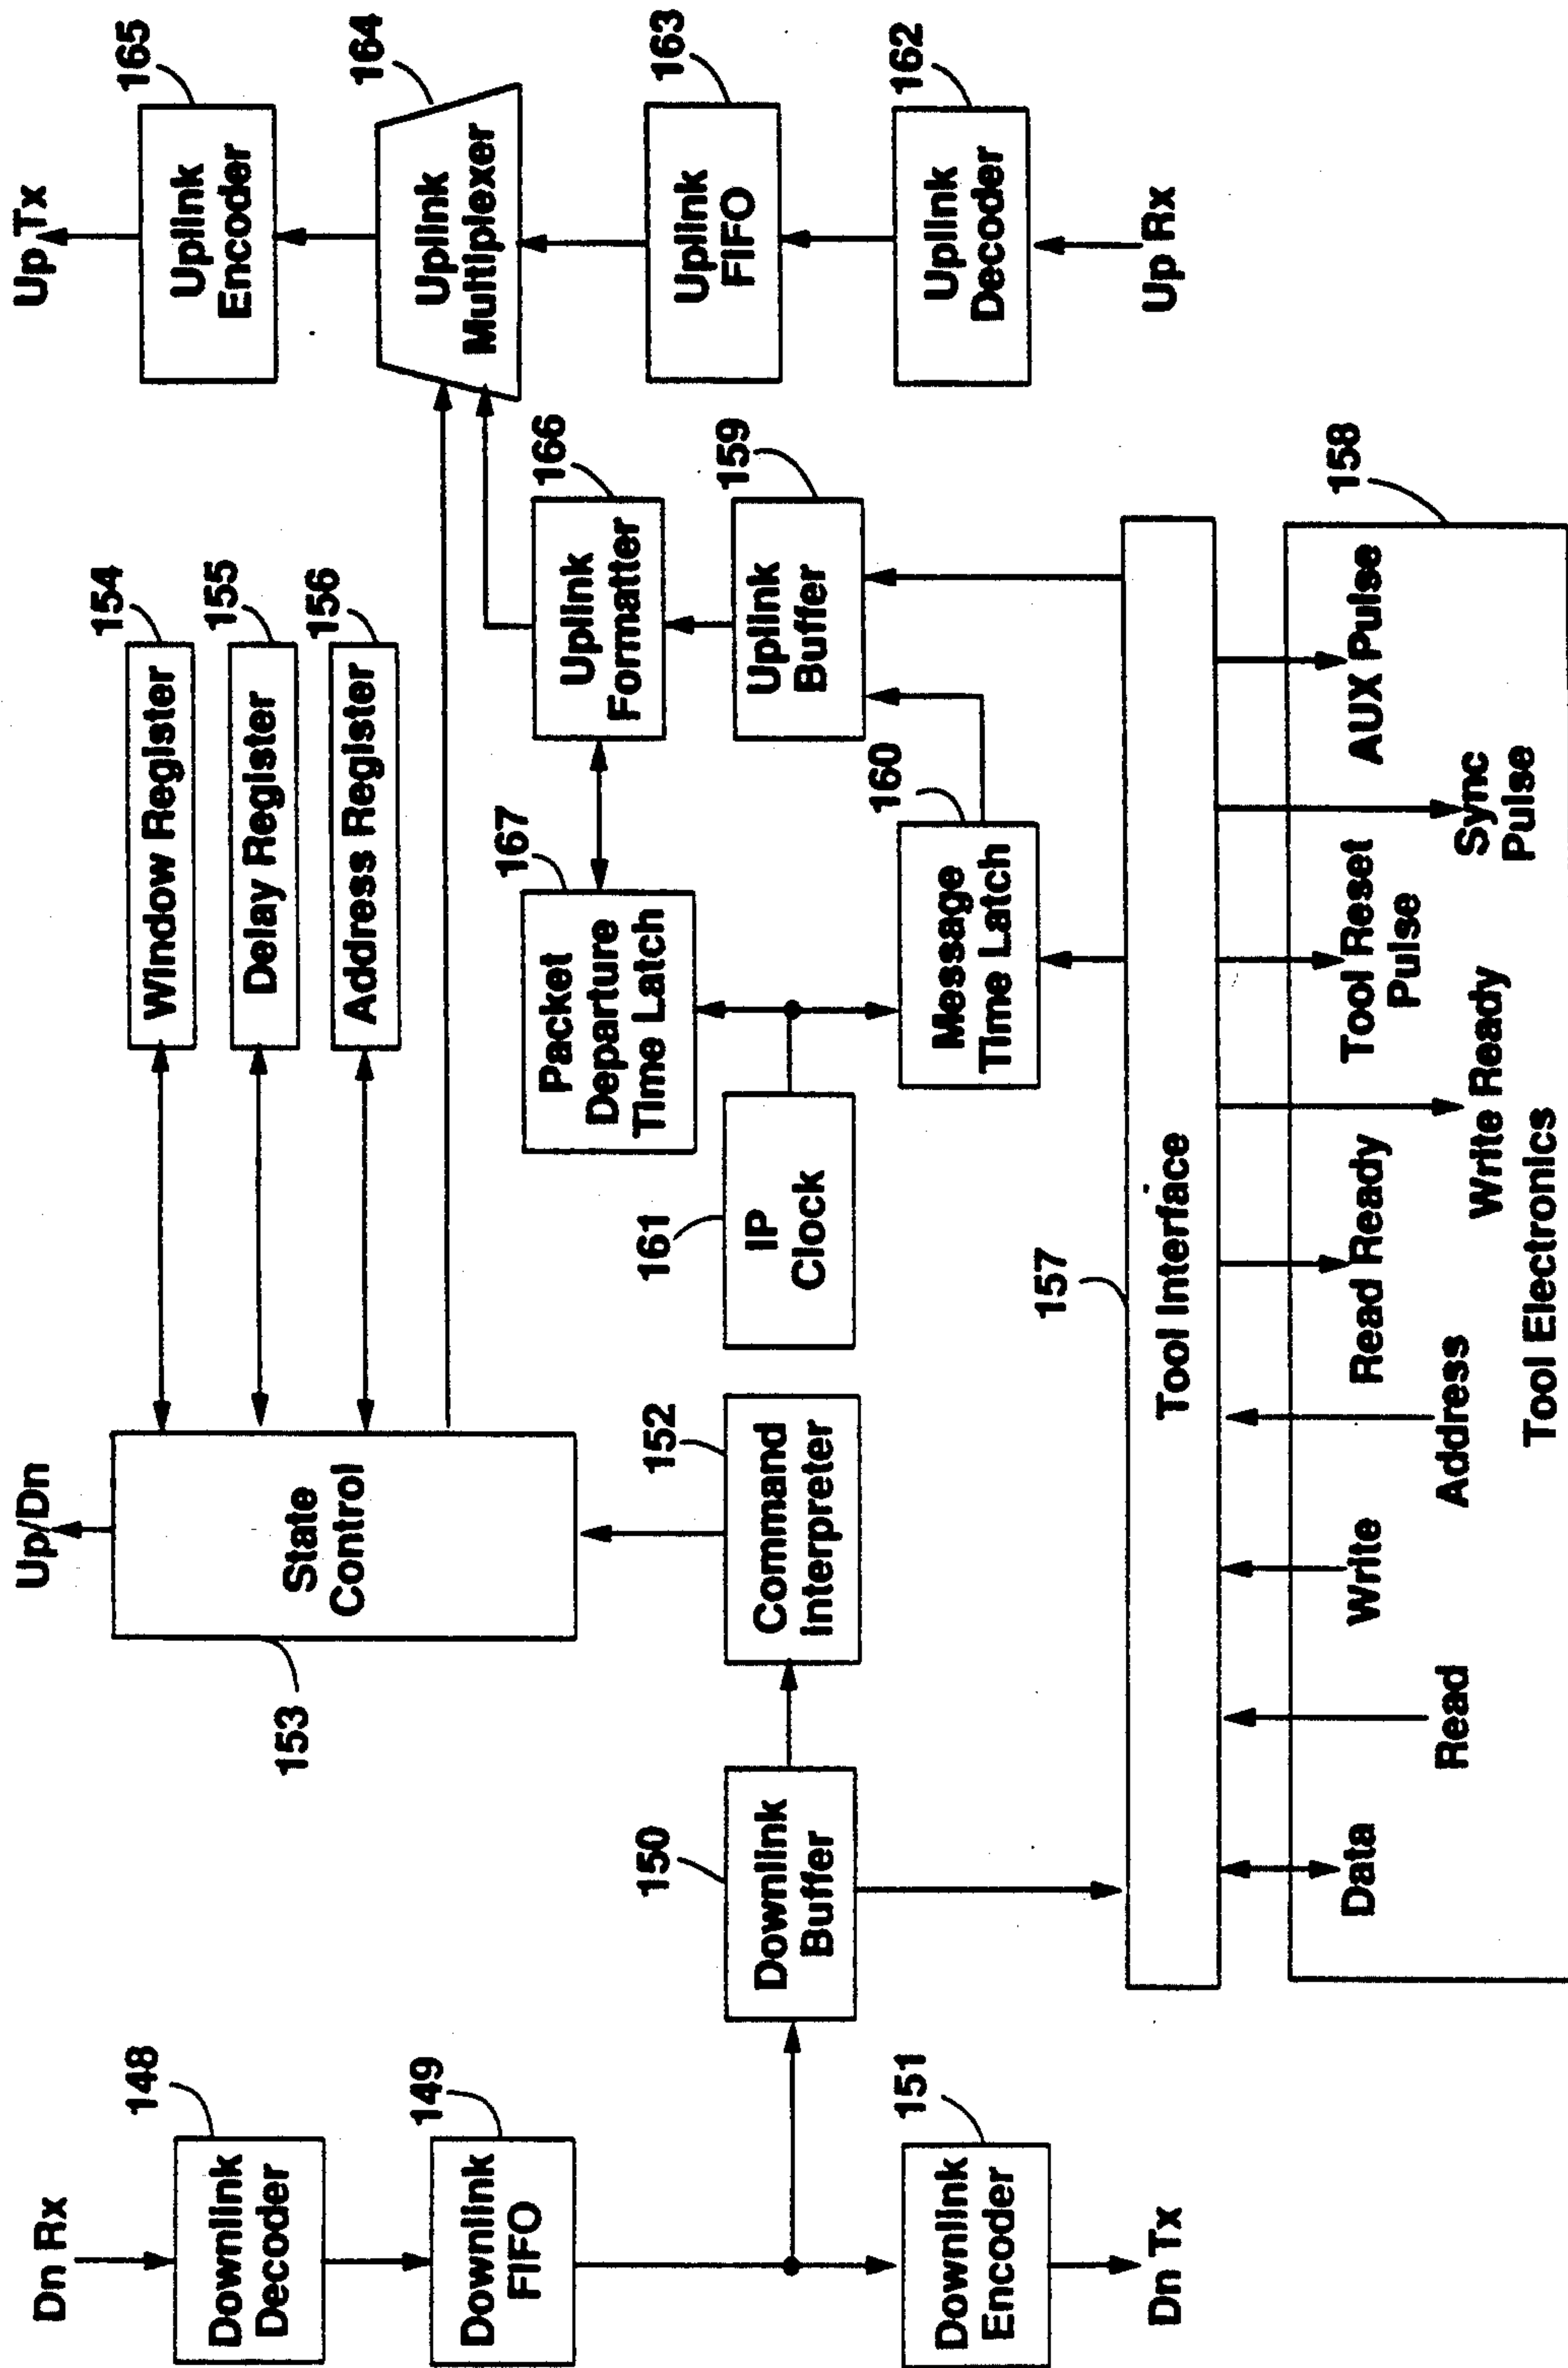 Dn Rx
148
Downlink
Decoder
149
Downlink
FIFO
151
Downlink
Encoder
Dn Tx
150
Downlink
Buffer
152
Command
Interpreter
Up/Dn
State
Control
153
154
Window Register
155
Delay Register
156
Address Register
161
IP
Clock
167
Packet
Departure
Time Latch
160
Message
Time Latch
166
Uplink
Formatter
159
Uplink
Buffer
Up Tx
165
Uplink
Encoder
164
Uplink
Multiplexer
163
Uplink
FIFO
162
Uplink
Decoder
Up Rx
157
Tool Interface
158
Data
Read
Write
Address
Read Ready
Write Ready
Tool Reset
Pulse
Sync
Pulse
AUX Pulse
Tool Electronics